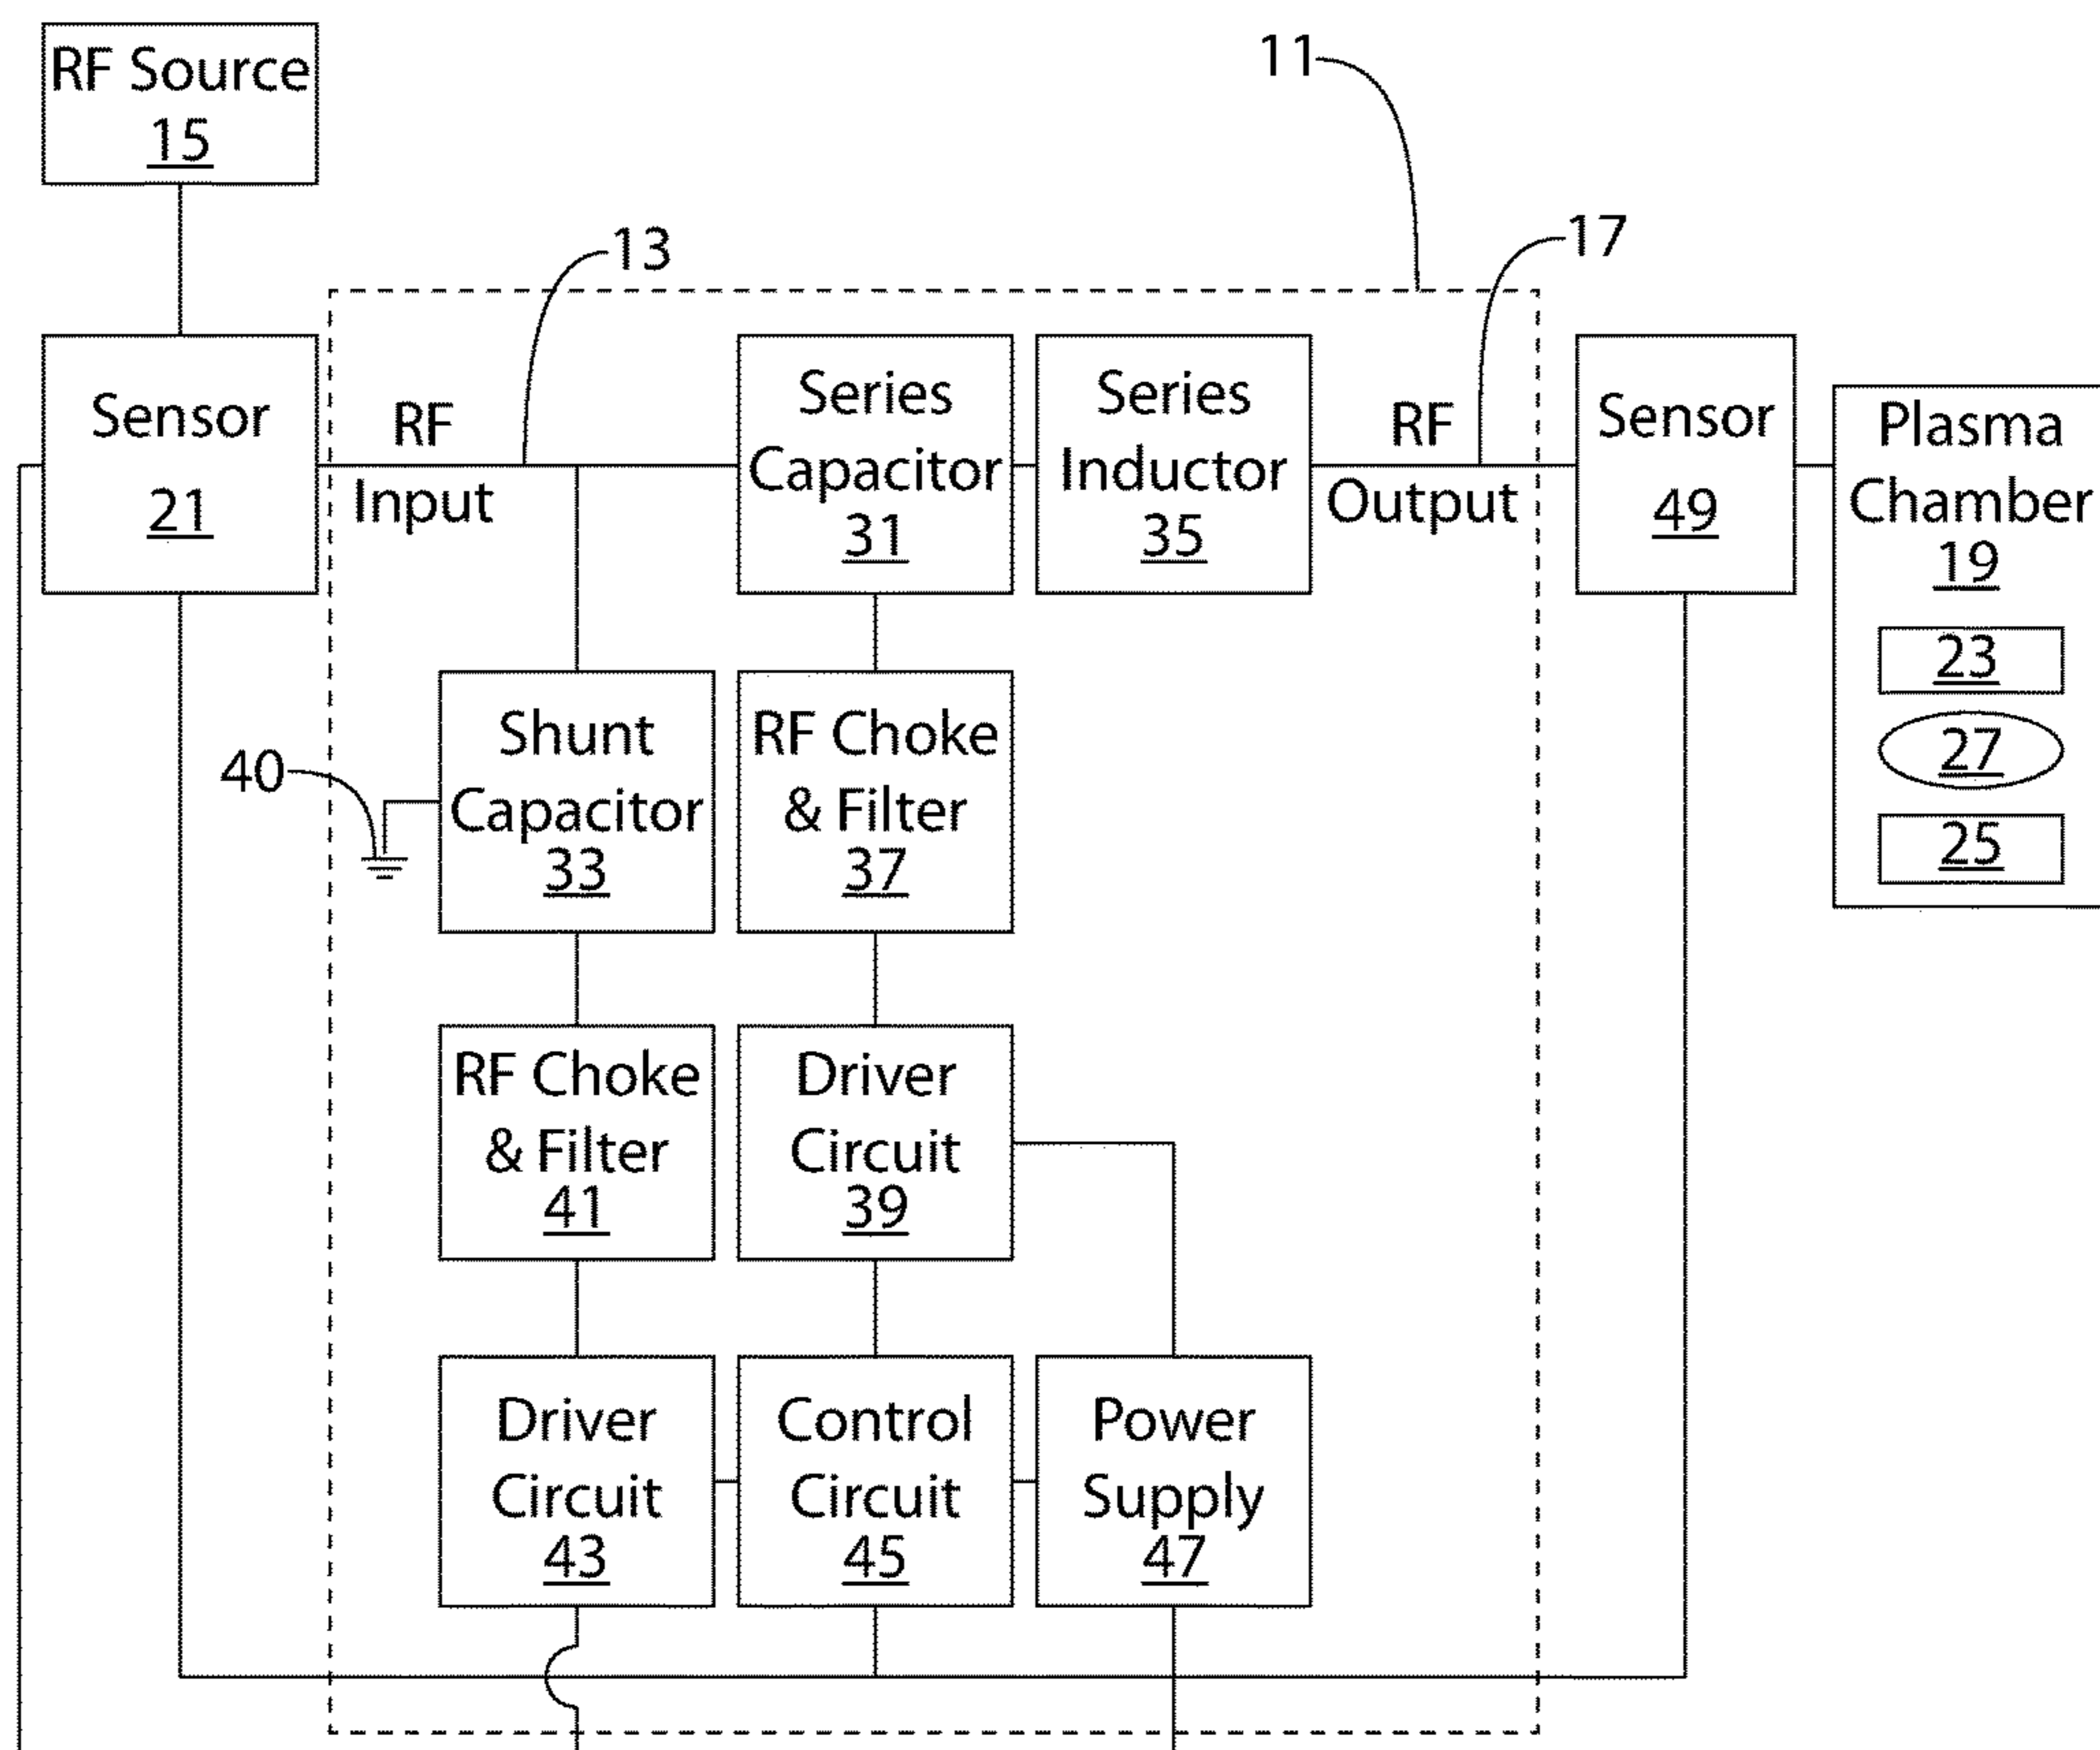 RF Source
15
11
13
17
Sensor
21
RF
Input
Series
Capacitor
31
Series
Inductor
35
RF
Output
Sensor
49
Plasma
Chamber
19
23
27
25
40
Shunt
Capacitor
33
RF Choke
& Filter
37
RF Choke
& Filter
41
Driver
Circuit
39
Driver
Circuit
43
Control
Circuit
45
Power
Supply
47